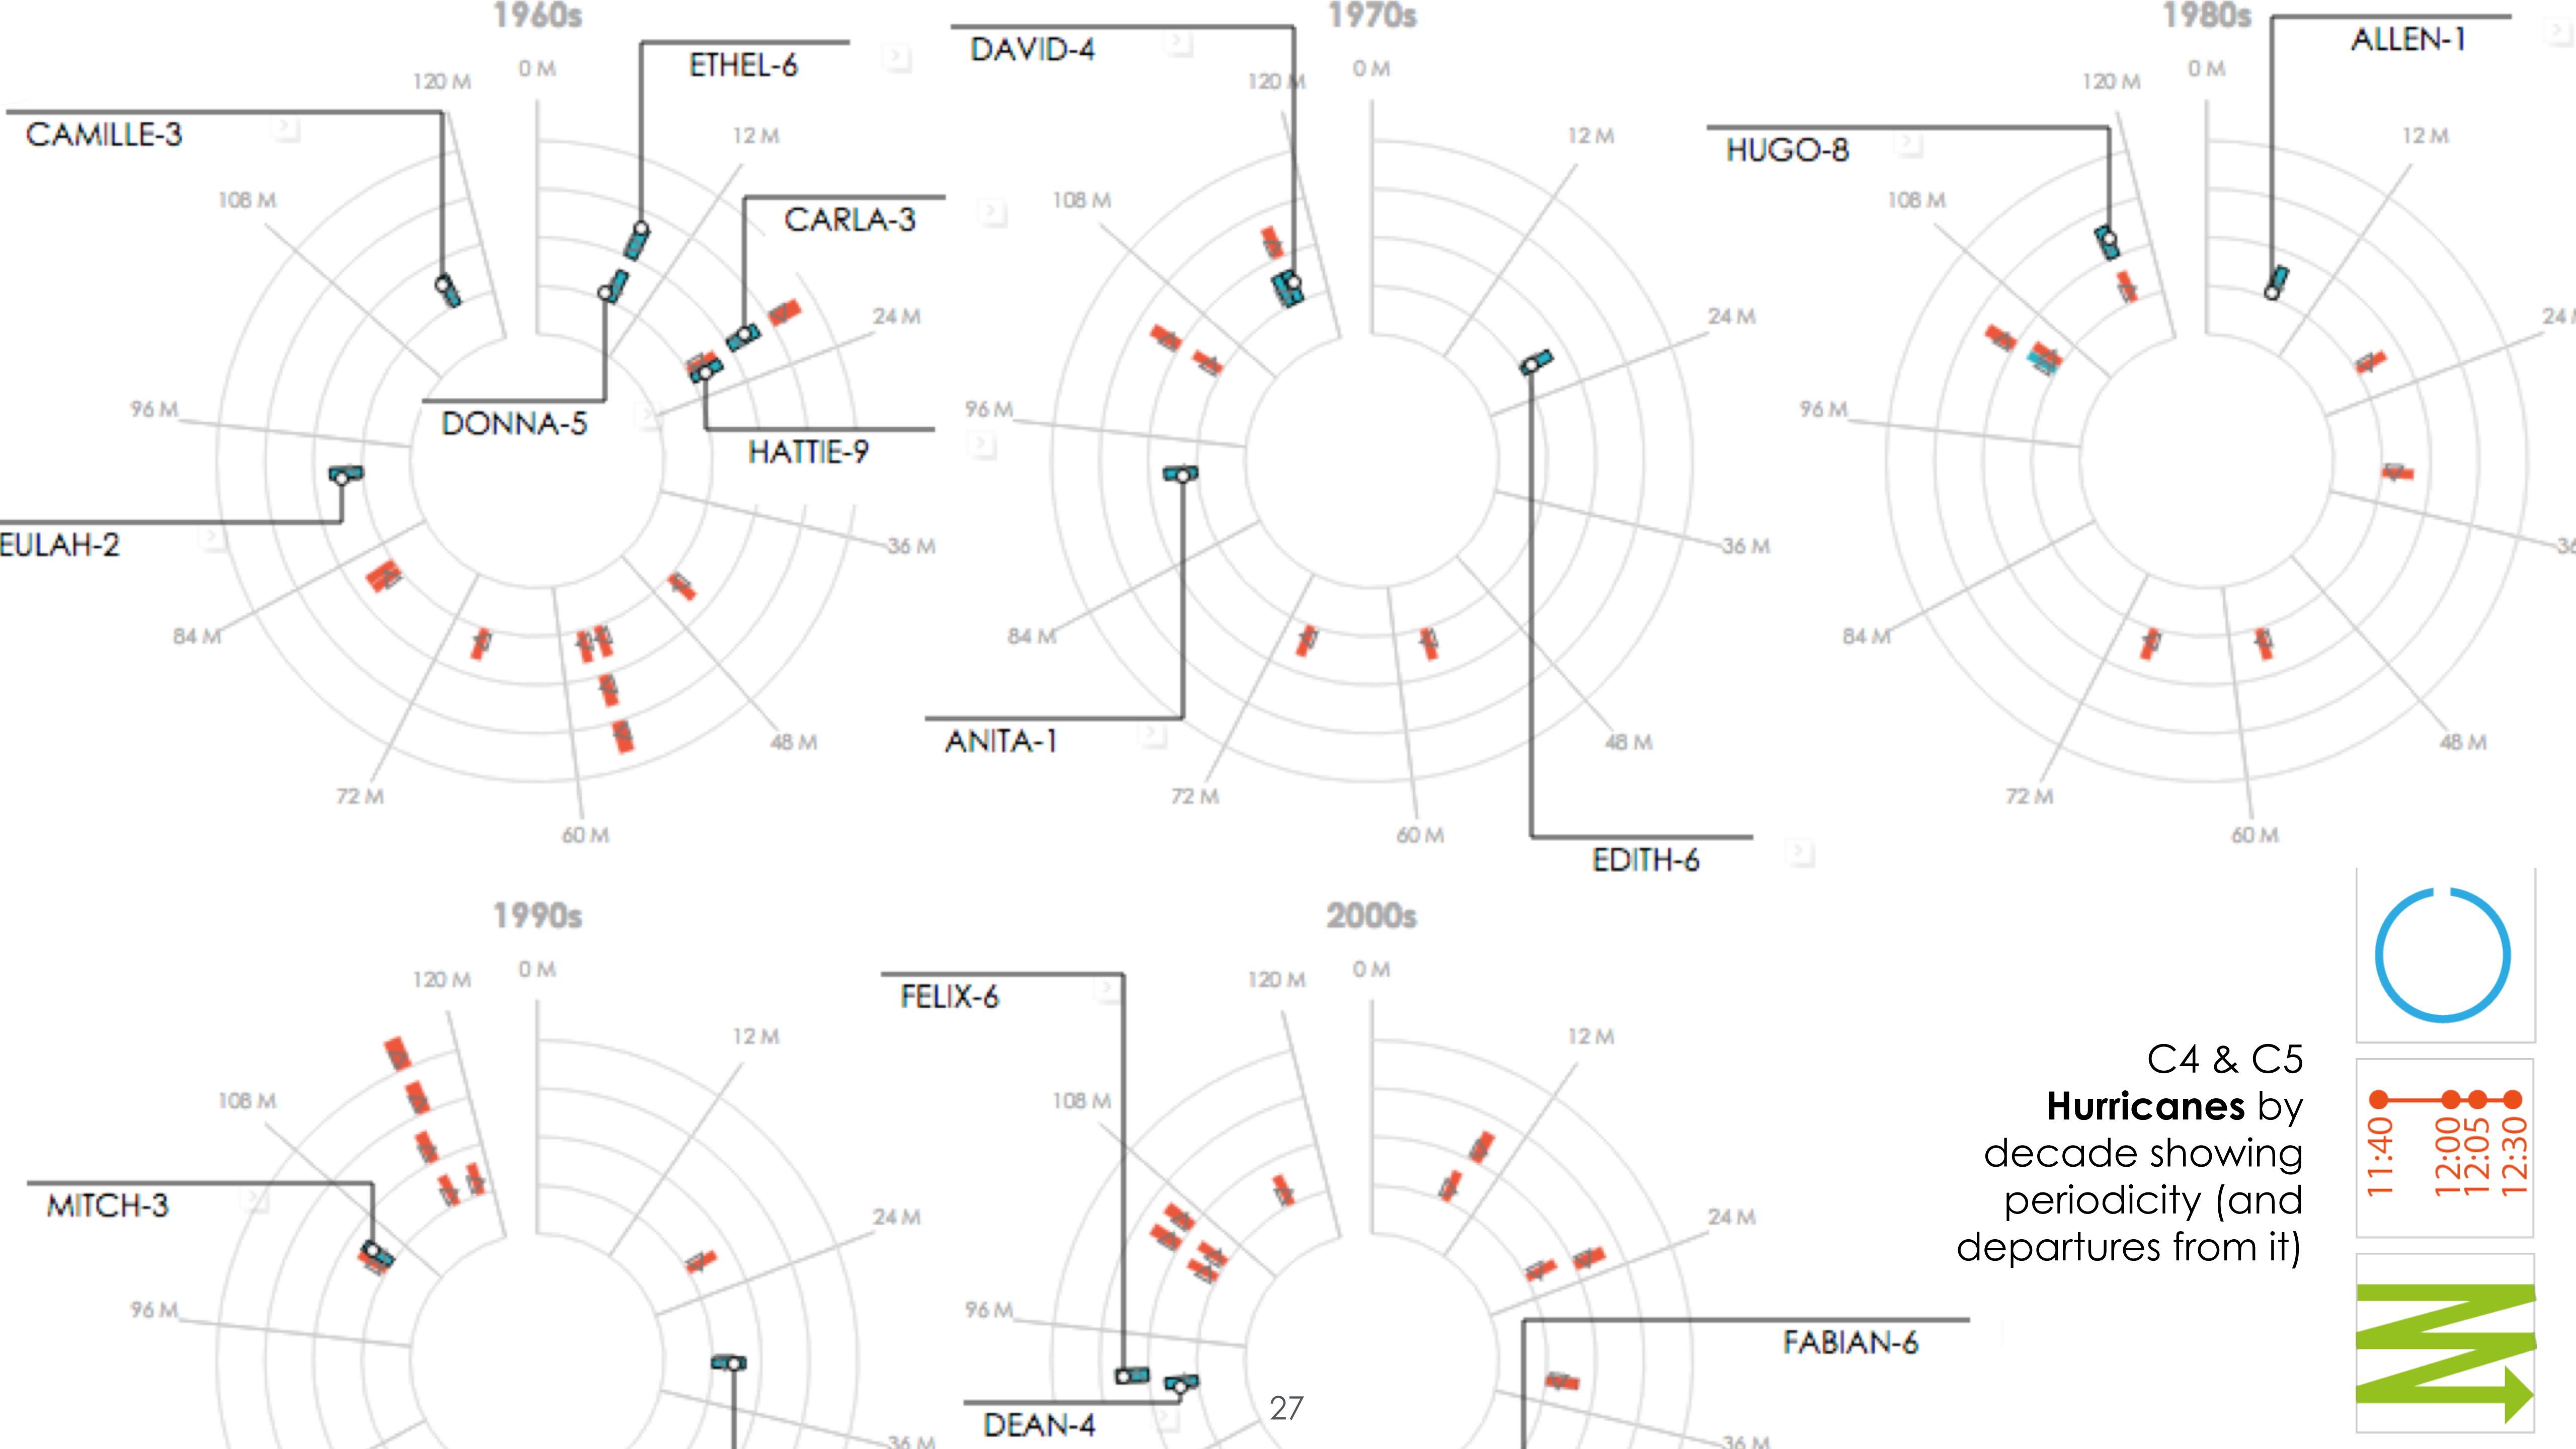 1960s
1970s
1980s
0 M
12 M
24 M
36 M
48 M
60 M
72 M
84 M
96 M
108 M
120 M
CAMILLE-3
ETHEL-6
CARLA-3
DONNA-5
HATTIE-9
EULAH-2
0 M
12 M
24 M
36 M
48 M
60 M
72 M
84 M
96 M
108 M
120 M
DAVID-4
ANITA-1
EDITH-6
0 M
12 M
24
36
48 M
60 M
72 M
84 M
96 M
108 M
120 M
HUGO-8
ALLEN-1
1990s
0 M
12 M
24 M
36 M
96 M
108 M
120 M
MITCH-3
2000s
0 M
12 M
24 M
36 M
96 M
108 M
120 M
FELIX-6
DEAN-4
FABIAN-6
C4 & C5
Hurricanes by
decade showing
periodicity (and
departures from it)
11:40
12:00
12:05
12:30
27